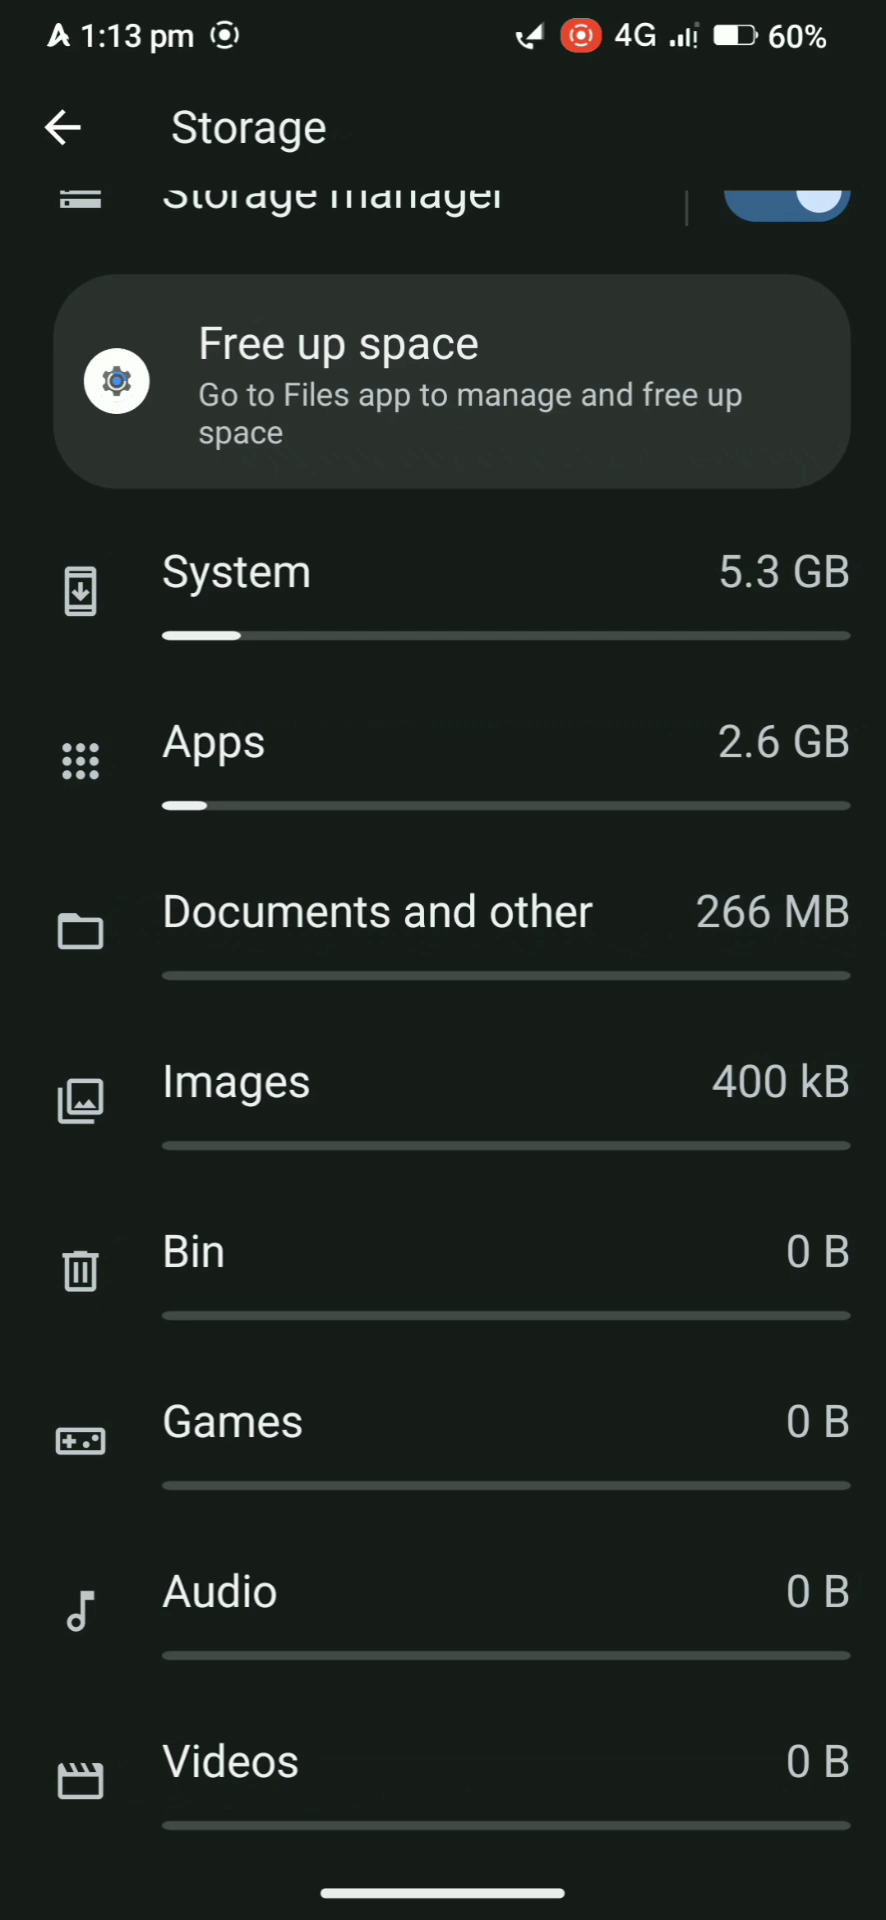 1:13 pm 4G 60%
Storage
Storage manager
Free up space
Go to Files app to manage and free up
space
System 5.3 GB
Apps 2.6 GB
Documents and other 266 MB
Images 400 kB
Bin 0 B
Games 0 B
Audio 0 B
Videos 0 B